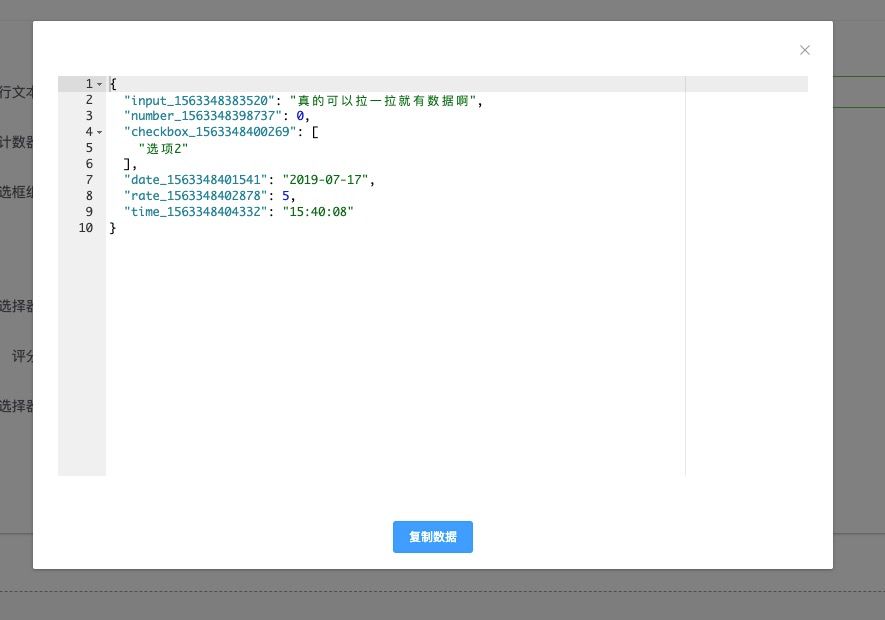 行文本
计数器
选框组
选择器
评分
选择器
1 {
2 "input_1563348383520": "真的可以拉一拉就有数据啊",
3 "number_1563348398737": 0,
4 "checkbox_1563348400269": [
5 "选项2"
6 ],
7 "date_1563348401541": "2019-07-17",
8 "rate_1563348402878": 5,
9 "time_1563348404332": "15:40:08"
10 }
复制数据